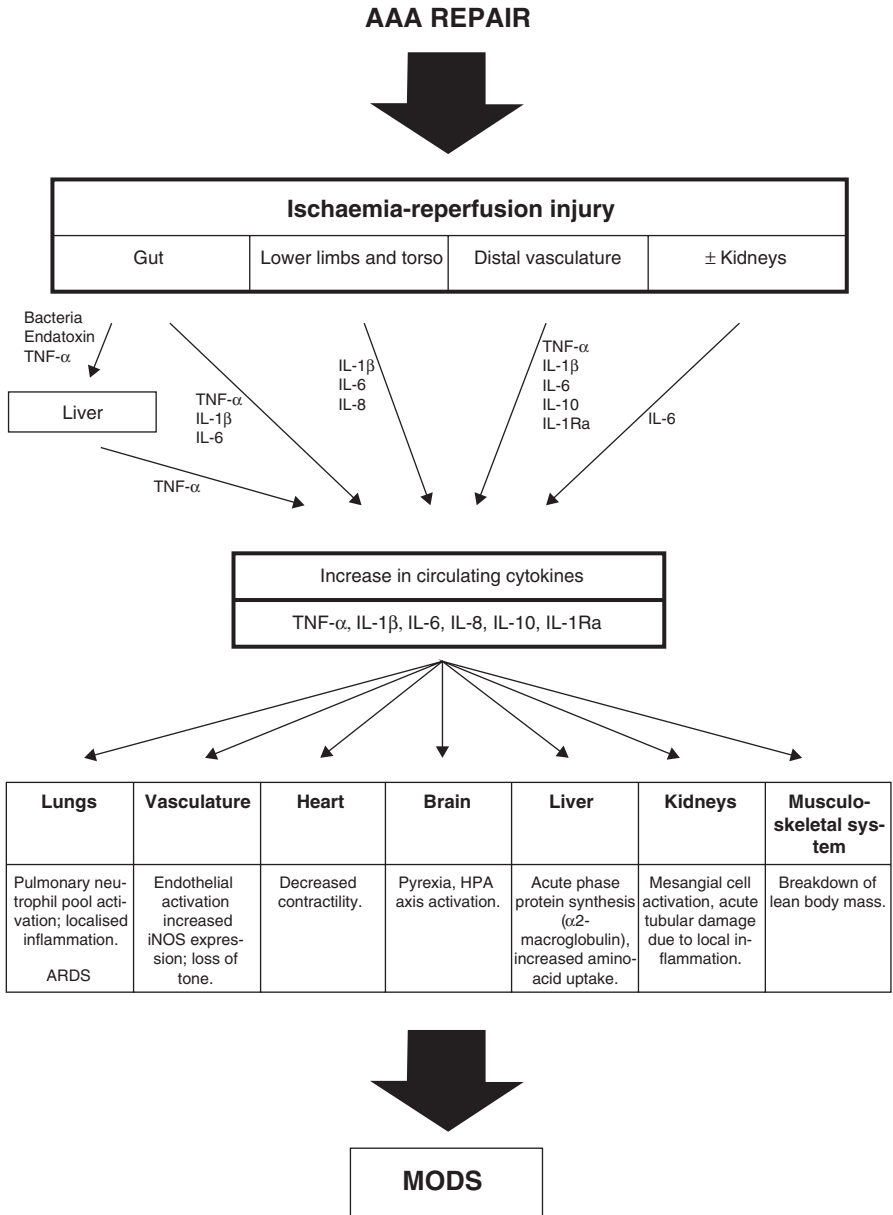 AAA REPAIR
Ischaemia-reperfusion injury
Gut
Lower limbs and torso
Distal vasculature
± Kidneys
Bacteria
Endatoxin
TNF-α
Liver
TNF-α
TNF-α
IL-1β
IL-6
IL-1β
IL-6
IL-8
TNF-α
IL-1β
IL-6
IL-10
IL-1Ra
IL-6
Increase in circulating cytokines
TNF-α, IL-1β, IL-6, IL-8, IL-10, IL-1Ra
Lungs
Pulmonary neu-
trophil pool acti-
vation; localised
inflammation.
ARDS
Vasculature
Endothelial
activation
increased
iNOS expres-
sion; loss of
tone.
Heart
Decreased
contractility.
Brain
Pyrexia, HPA
axis activation.
Liver
Acute phase
protein synthesis
(α2-
macroglobulin),
increased amino-
acid uptake.
Kidneys
Mesangial cell
activation, acute
tubular damage
due to local in-
flammation.
Musculo-
skeletal sys-
tem
Breakdown of
lean body mass.
MODS